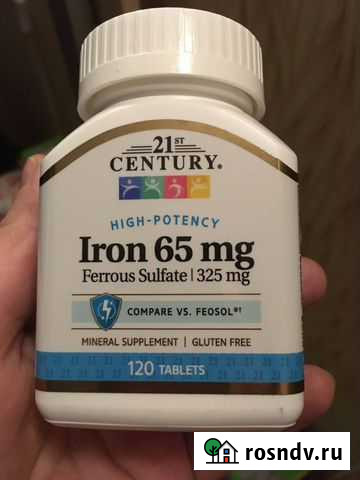 21ST
CENTURY®
HIGH-POTENCY
Iron 65 mg
Ferrous Sulfate | 325 mg
COMPARE VS. FEOSOL®†
MINERAL SUPPLEMENT | GLUTEN FREE
120 TABLETS
rosndv.ru